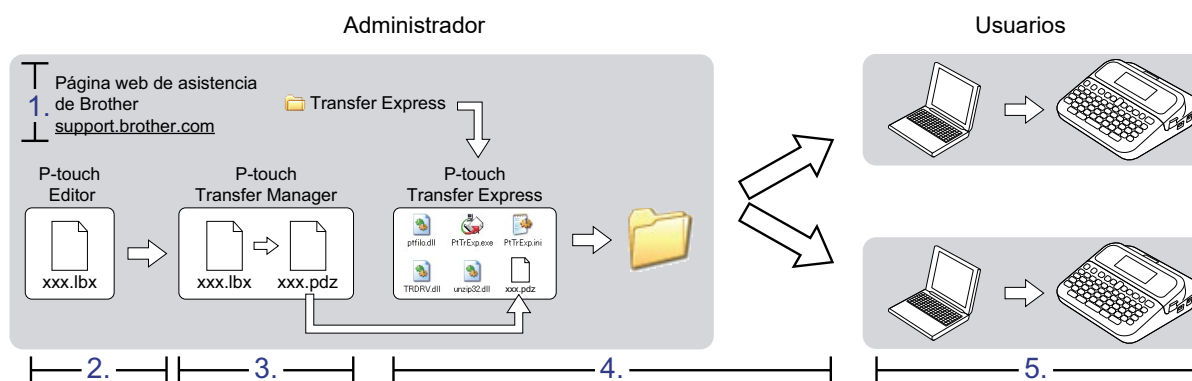 Administrador
Usuarios
1.
Página web de asistencia
de Brother
support.brother.com
Transfer Express
P-touch
Editor
xxx.lbx
P-touch
Transfer Manager
xxx.lbx
xxx.pdz
P-touch
Transfer Express
ptfilo.dll
PtTrExp.exe
PtTrExp.ini
TRDRV.dll
unzip32.dll
xxx.pdz
2.
3.
4.
5.